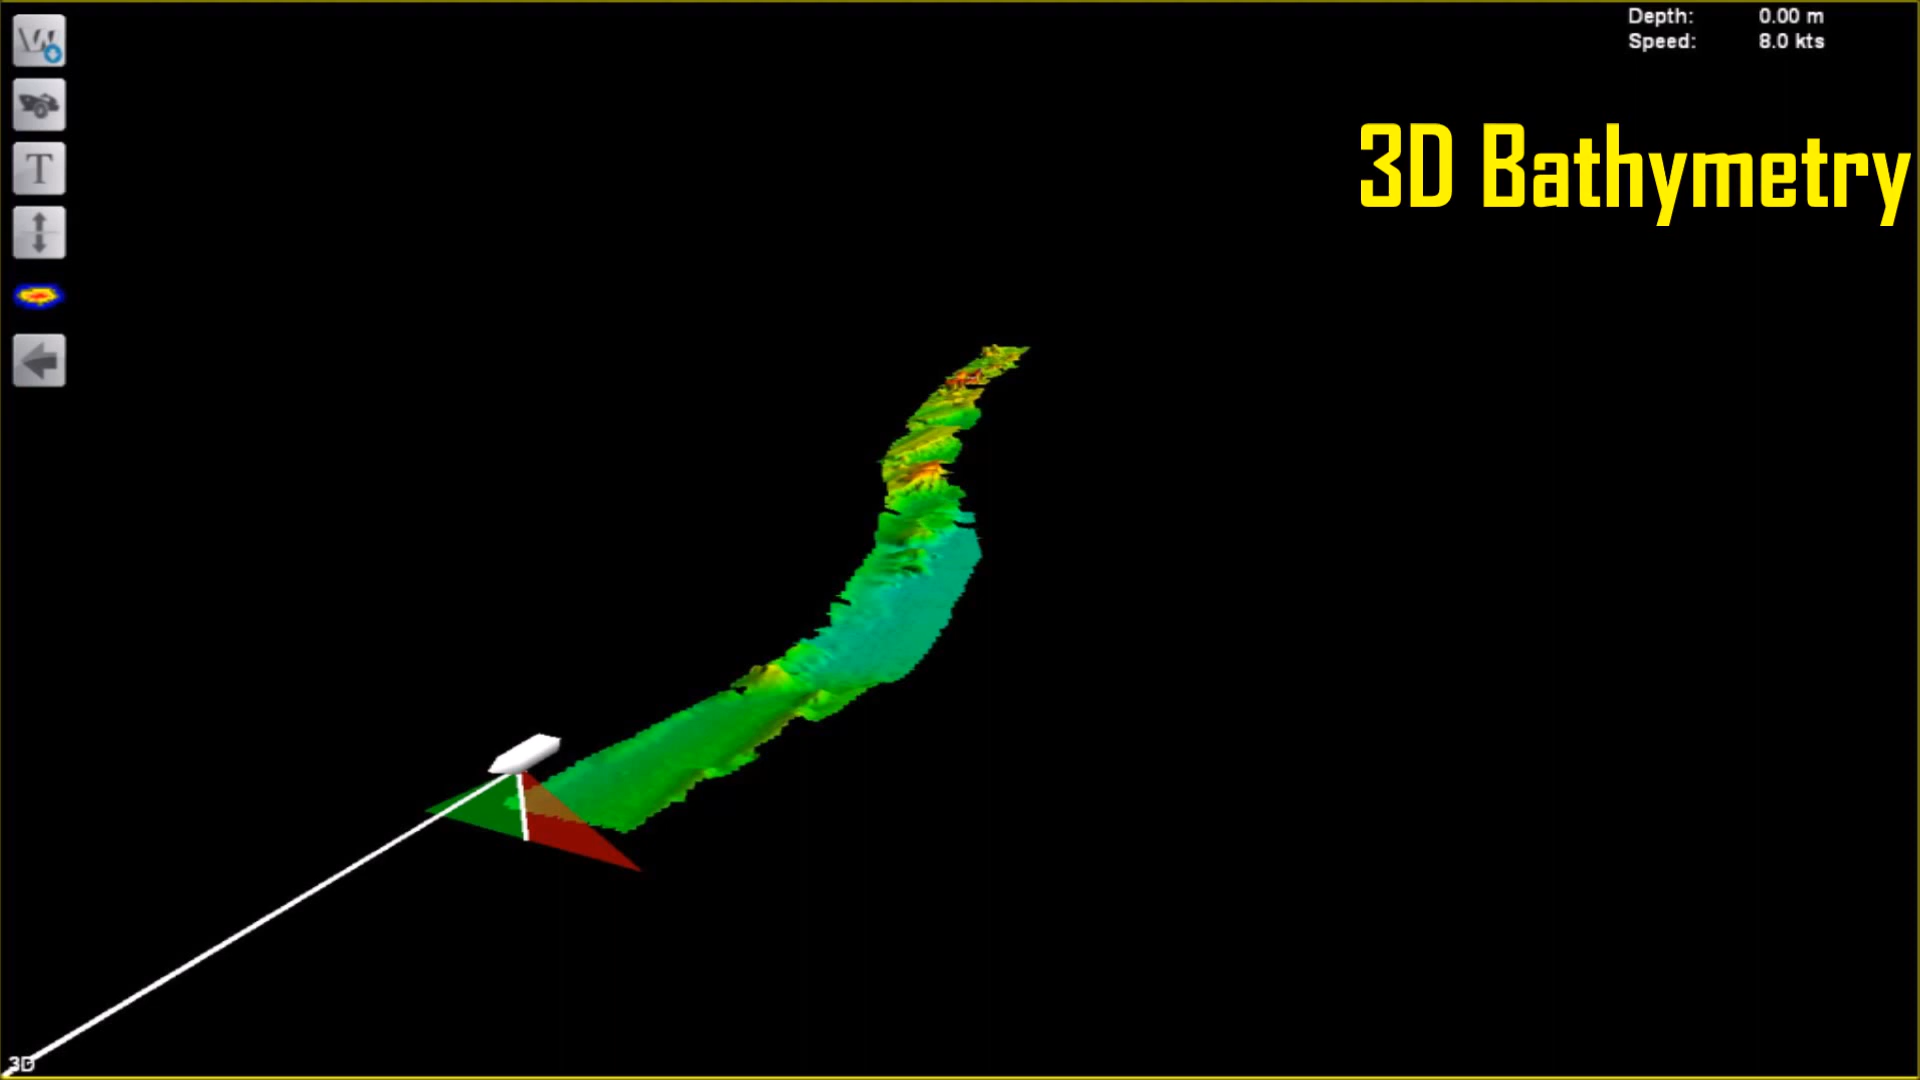 Depth: 0.00 m
Speed: 8.0 kts
3D Bathymetry
T
3D